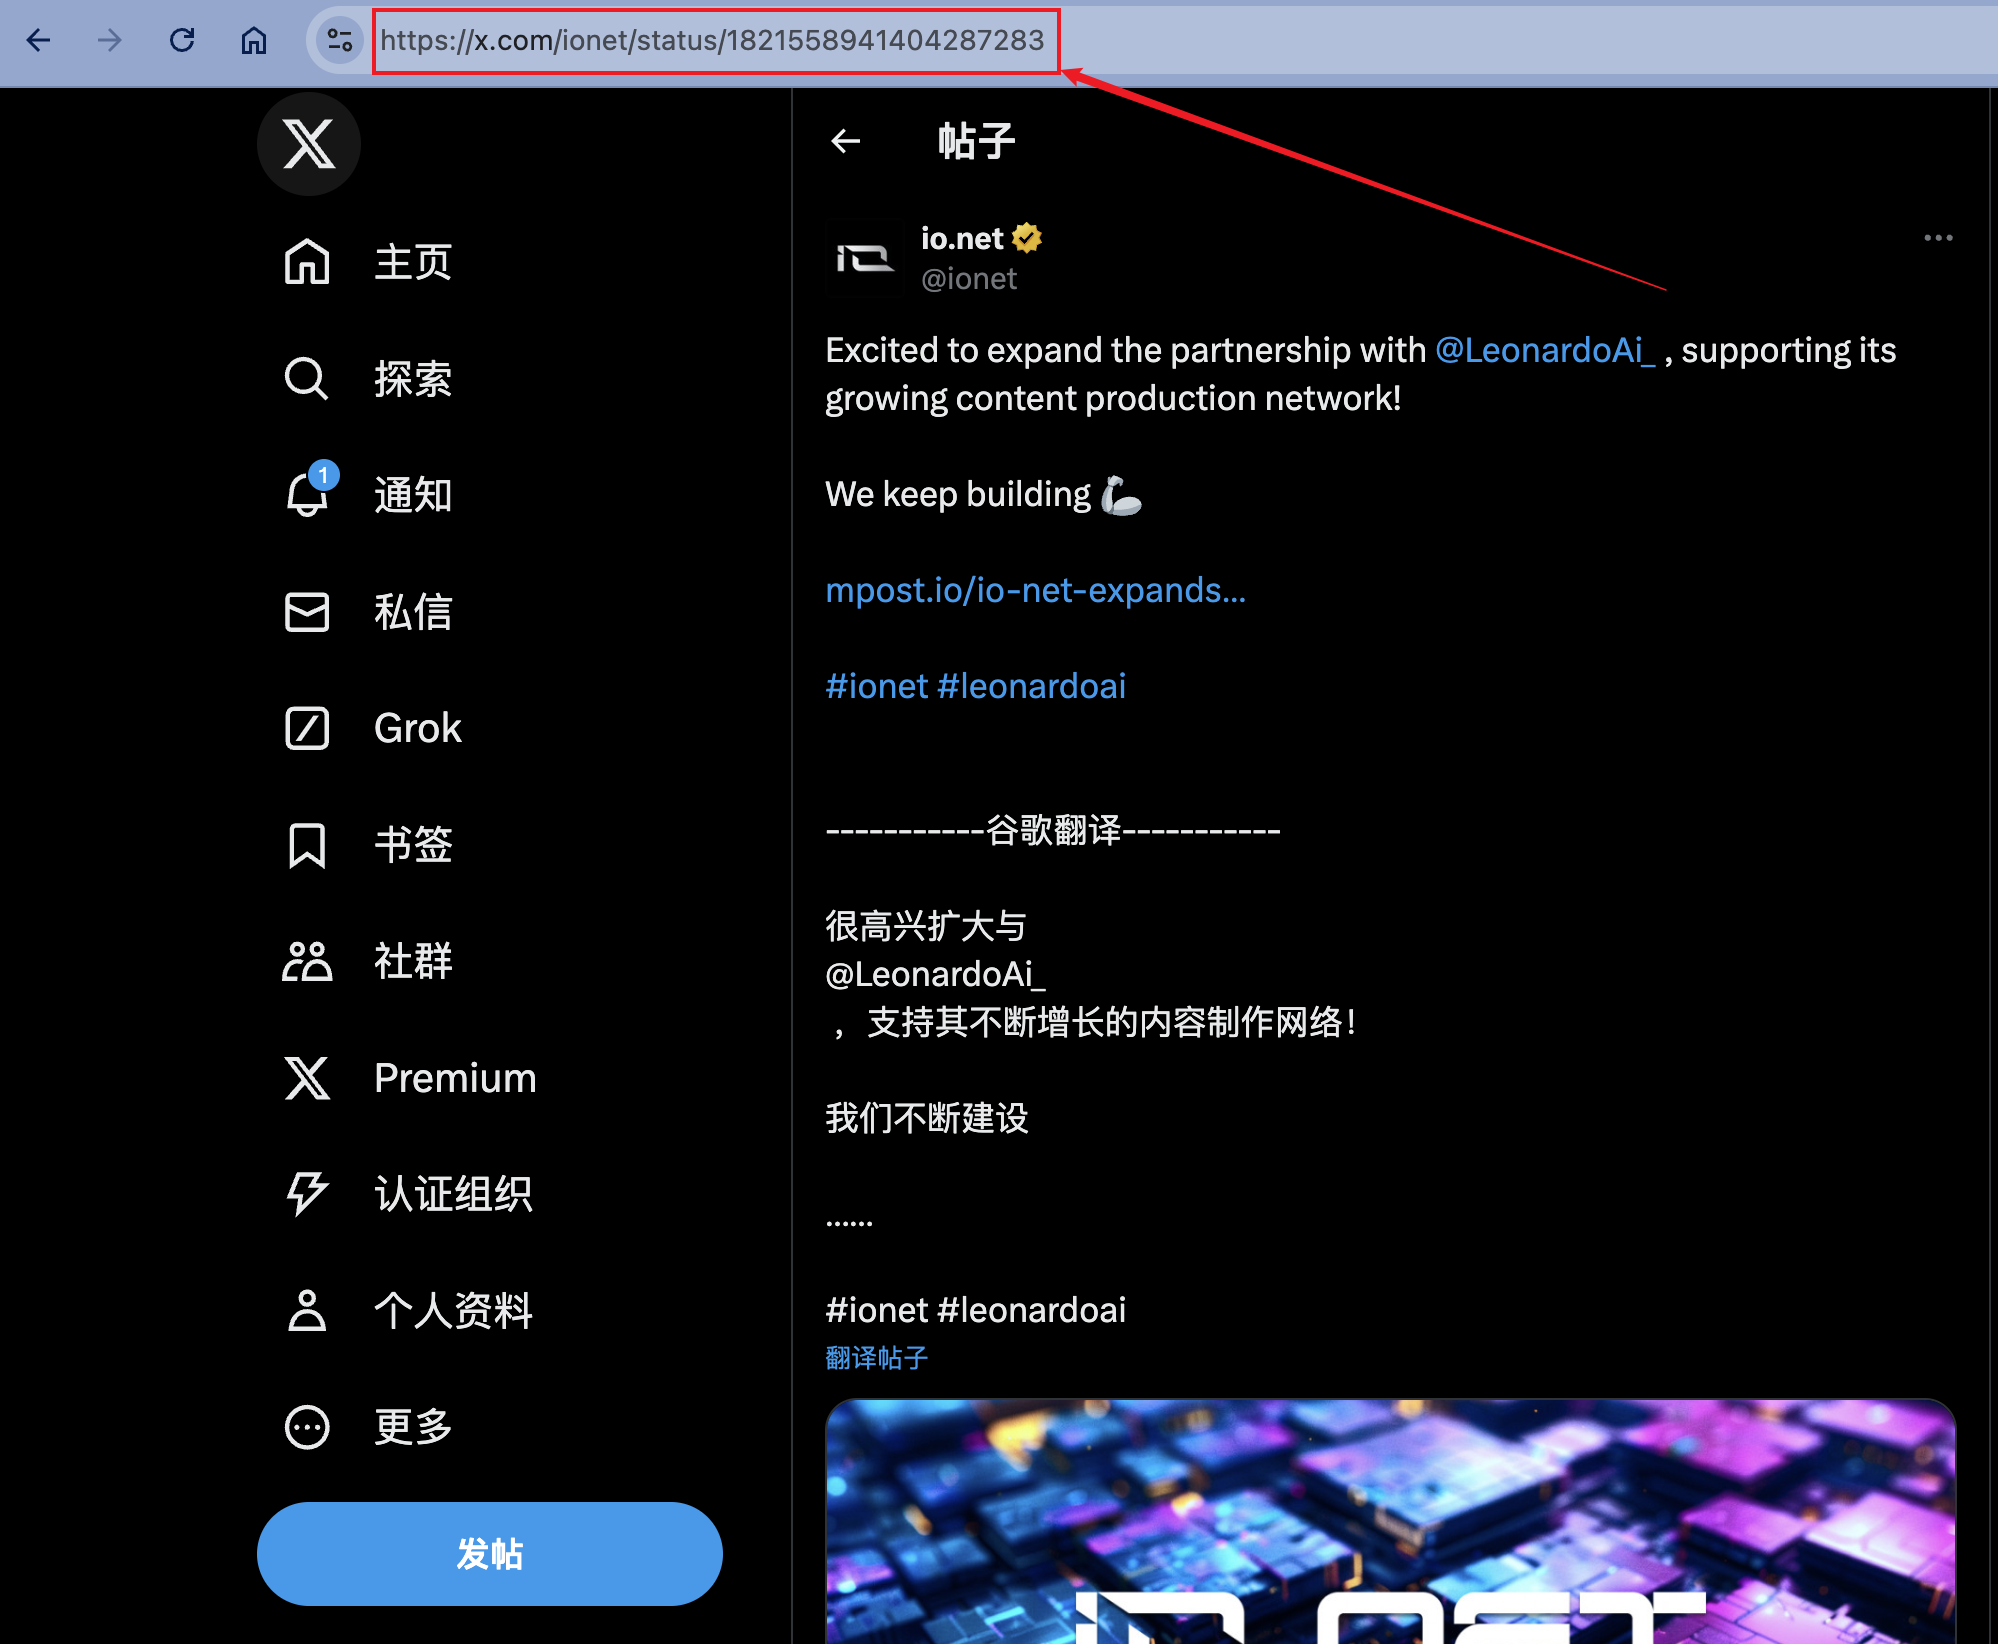 https://x.com/ionet/status/1821558941404287283
主页
探索
1
通知
私信
Grok
书签
社群
Premium
认证组织
个人资料
更多
发帖
帖子
io.net
@ionet
Excited to expand the partnership with @LeonardoAi_ , supporting its
growing content production network!
We keep building 🦾
mpost.io/io-net-expands…
#ionet #leonardoai
-----------谷歌翻译-----------
很高兴扩大与
@LeonardoAi_
，支持其不断增长的内容制作网络！
我们不断建设
......
#ionet #leonardoai
翻译帖子
io.net